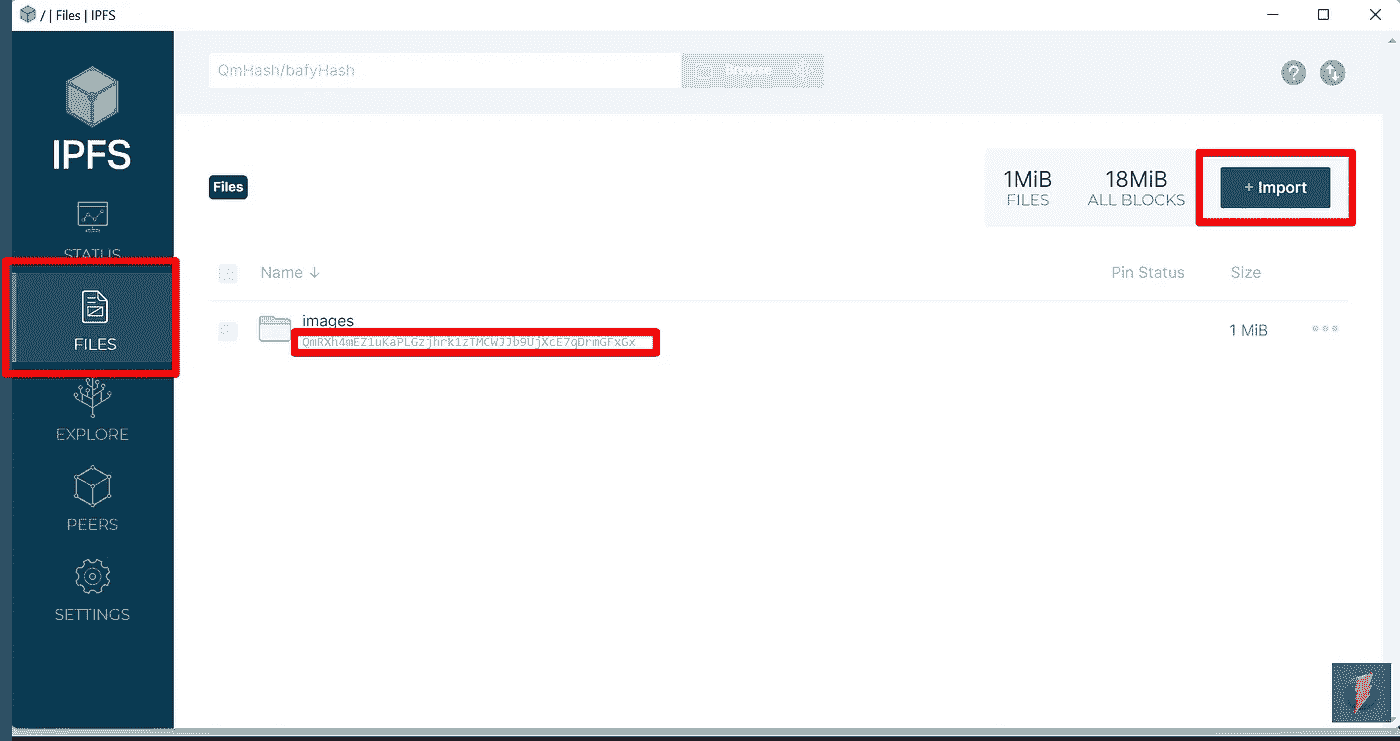 / | Files | IPFS
QmHash/bafyHash
Browse
IPFS
STATUS
FILES
EXPLORE
PEERS
SETTINGS
Files
1MiB
FILES
18MiB
ALL BLOCKS
+ Import
Name ↓ Pin Status Size
images
QmRXh4mEZ1uKaPLGzjhrk1zTMCWJJb9UjXcE7qDrmGFxGx
1 MiB